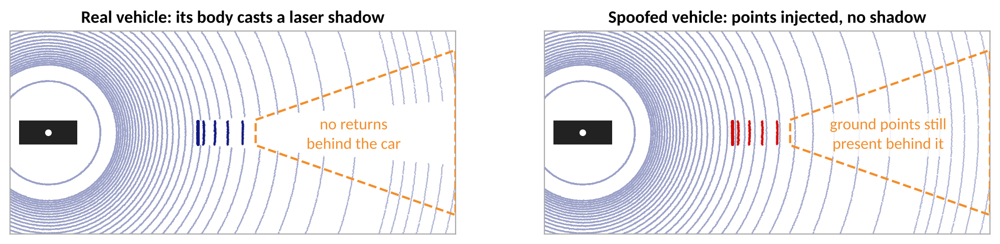 Real vehicle: its body casts a laser shadow
no returns
behind the car
Spoofed vehicle: points injected, no shadow
ground points still
present behind it